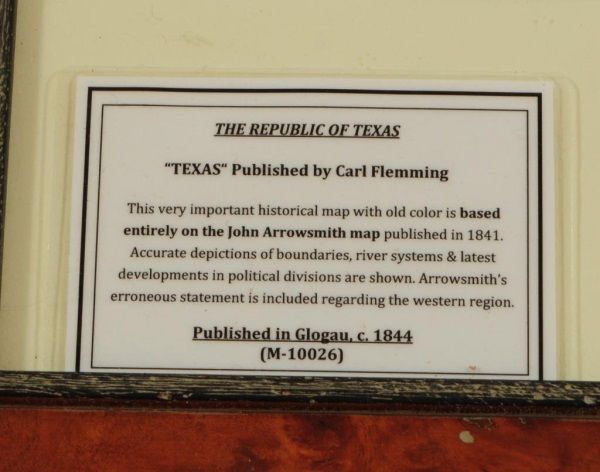 THE REPUBLIC OF TEXAS
“TEXAS“ Published by Carl Flemming
This very important historical map with old color is based
entirely on the John Arrowsmith map published in 1841.
Accurate depictions of boundaries, river systems & latest
developments in political divisions are shown. Arrowsmith's
erroneous statement is included regarding the western region.
Published in Glogau, c. 1844
(M-10026)